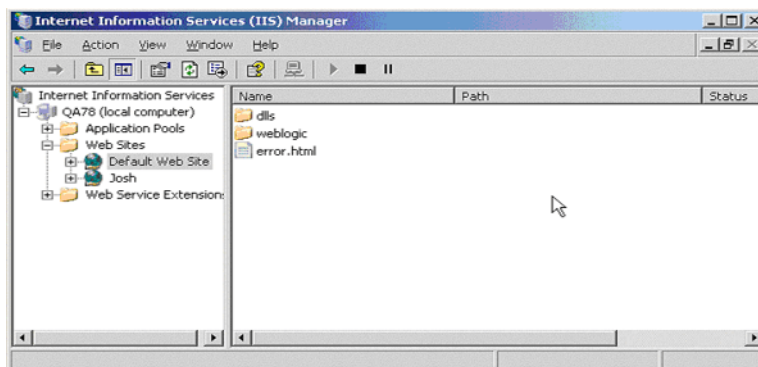 Internet Information Services (IIS) Manager
File Action View Window Help
Internet Information Services
QA78 (local computer)
Application Pools
Web Sites
Default Web Site
Josh
Web Service Extension
Name Path Status
dlls
weblogic
error.html